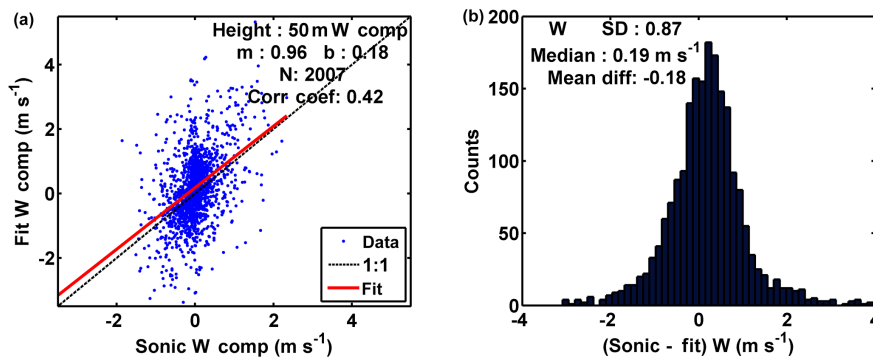 (a)
Height : 50 m W comp
m : 0.96 b : 0.18
N: 2007
Corr coef: 0.42
4
2
0
-2
Fit W comp (m s⁻¹)
Data
1:1
Fit
-2 0 2 4
Sonic W comp (m s⁻¹)
(b)
W SD : 0.87
Median : 0.19 m s⁻¹
Mean diff: -0.18
200
150
100
50
0
Counts
-4 -2 0 2 4
(Sonic - fit) W (m s⁻¹)